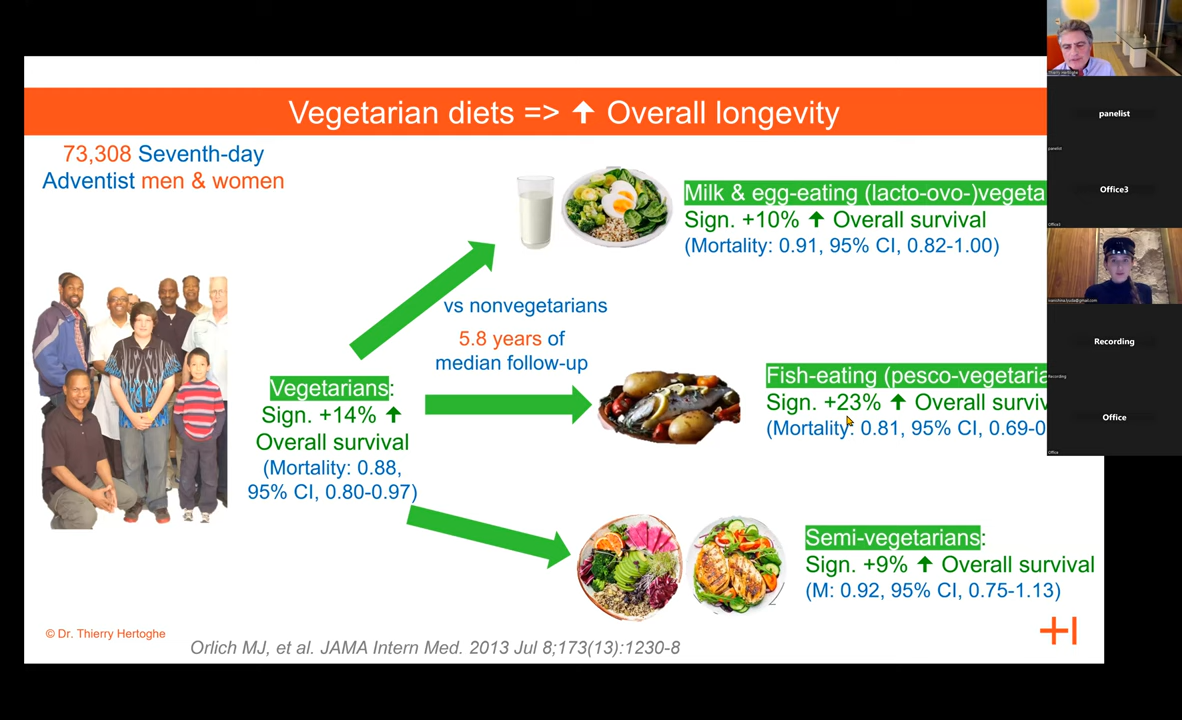 Vegetarian diets => ⬆ Overall longevity
73,308 Seventh-day
Adventist men & women
Milk & egg-eating (lacto-ovo-)vegeta
Sign. +10% ⬆ Overall survival
(Mortality: 0.91, 95% CI, 0.82-1.00)
vs nonvegetarians
5.8 years of
median follow-up
Fish-eating (pesco-vegetaria
Sign. +23% ⬆ Overall surviv
(Mortality: 0.81, 95% CI, 0.69-0
Vegetarians:
Sign. +14% ⬆
Overall survival
(Mortality: 0.88,
95% CI, 0.80-0.97)
Semi-vegetarians:
Sign. +9% ⬆ Overall survival
(M: 0.92, 95% CI, 0.75-1.13)
© Dr. Thierry Hertoghe
Orlich MJ, et al. JAMA Intern Med. 2013 Jul 8;173(13):1230-8
+I
Thierry Hertoghe
panelist
panelist
Office3
Office3
Recording
Recording
Office
Office